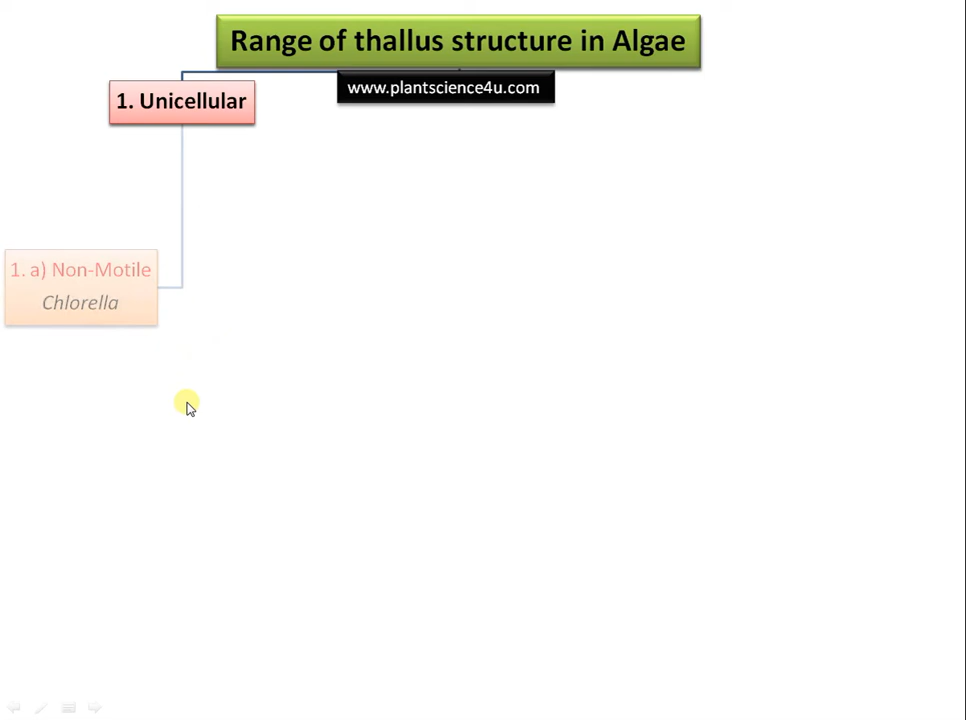 Range of thallus structure in Algae
www.plantscience4u.com
1. Unicellular
1. a) Non-Motile
Chlorella